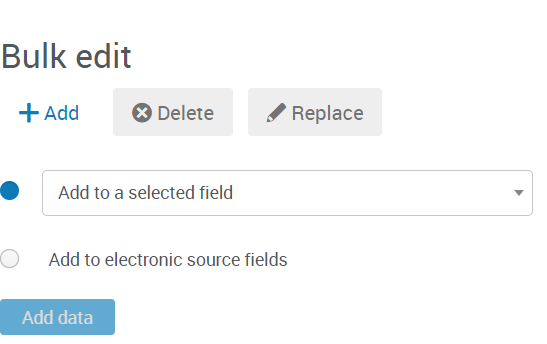 Bulk edit
Add Delete Replace
Add to a selected field
Add to electronic source fields
Add data